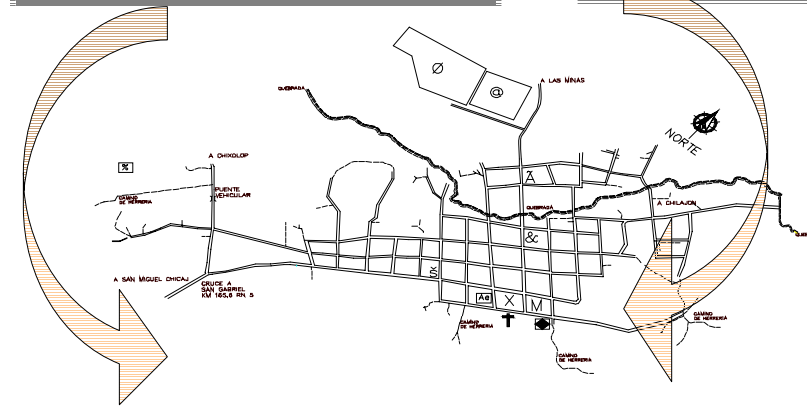 Ø
@
A LAS MINAS
QUEBRADA
NORTE
A CHIXOLOP
%
PUENTE
VEHICULAR
CAMINO
DE HERRERIA
QUEBRADA
A CHILAJON
&
A SAN MIGUEL CHICAJ
CRUCE A
SAN GABRIEL
KM 165,6 RN 5
Ae
X
M
CAMINO
DE HERRERIA
CAMINO
DE HERRERIA
CAMINO
DE HERRERIA